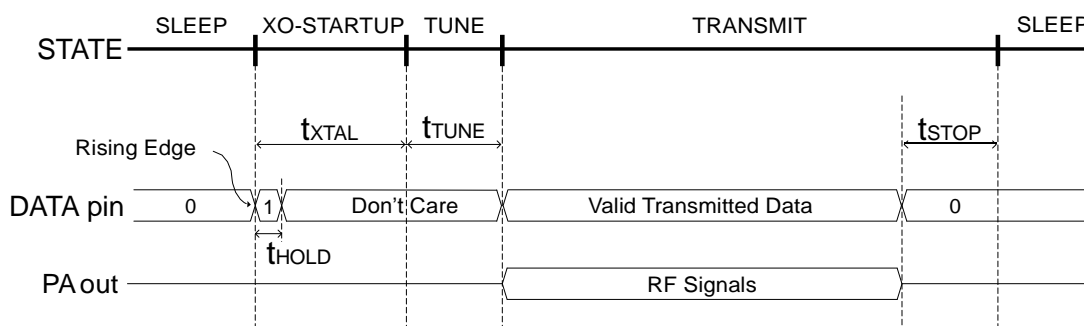 SLEEP XO-STARTUP TUNE TRANSMIT SLEEP
STATE
tXTAL tTUNE tSTOP
Rising Edge
DATA pin 0 1 Don't Care Valid Transmitted Data 0
tHOLD
PA out RF Signals